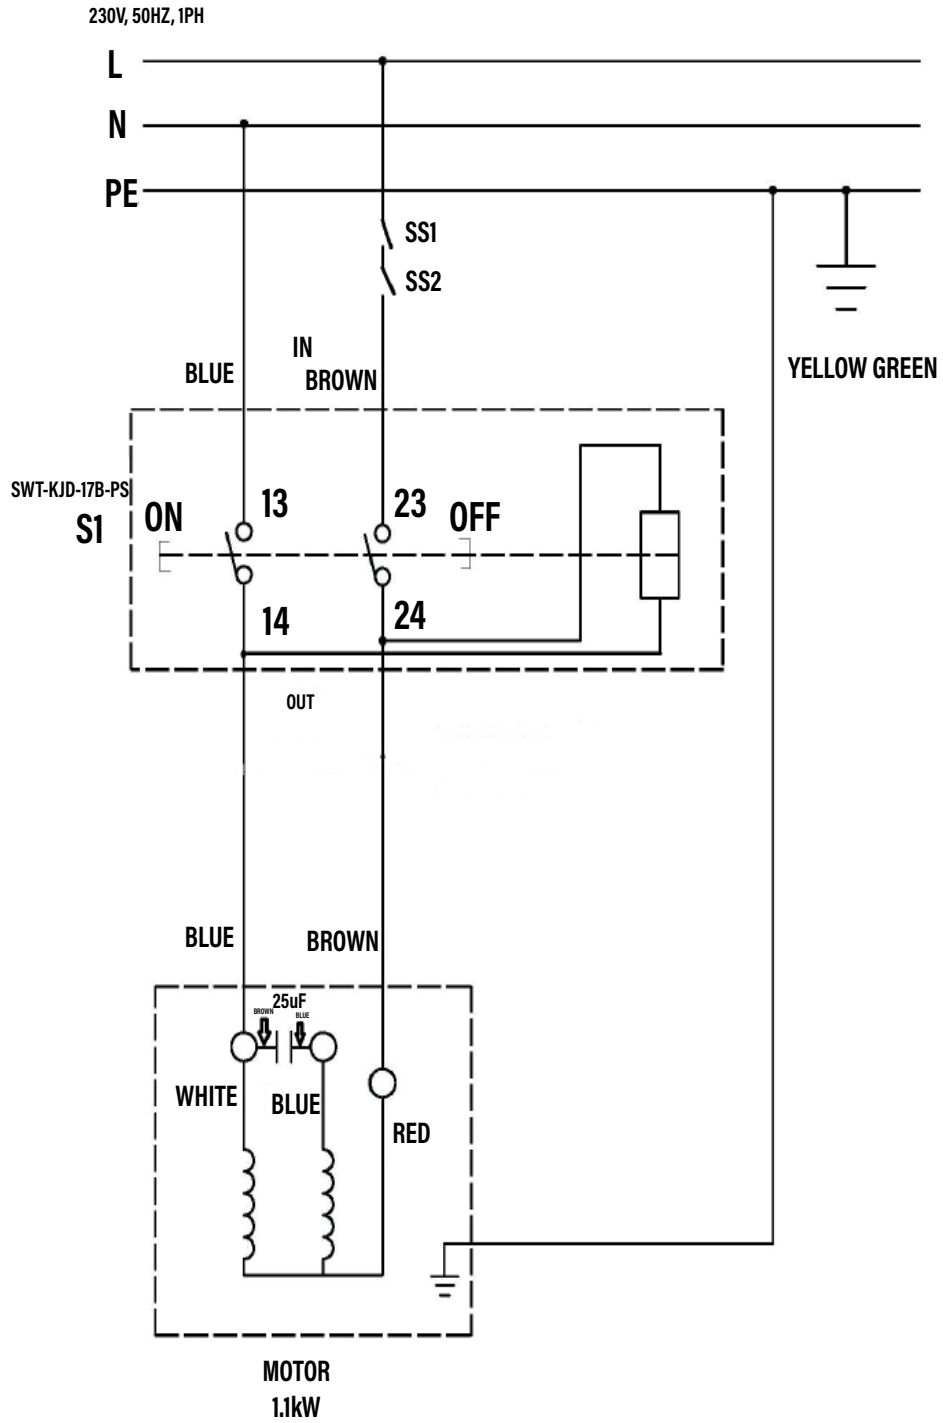 230V, 50HZ, 1PH
L
N
PE
SS1
SS2
IN
BLUE
BROWN
YELLOW GREEN
SWT-KJD-17B-PS
S1
ON
13
23
OFF
14
24
OUT
BLUE
BROWN
25uF
BROWN
BLUE
WHITE
BLUE
RED
MOTOR
1.1kW